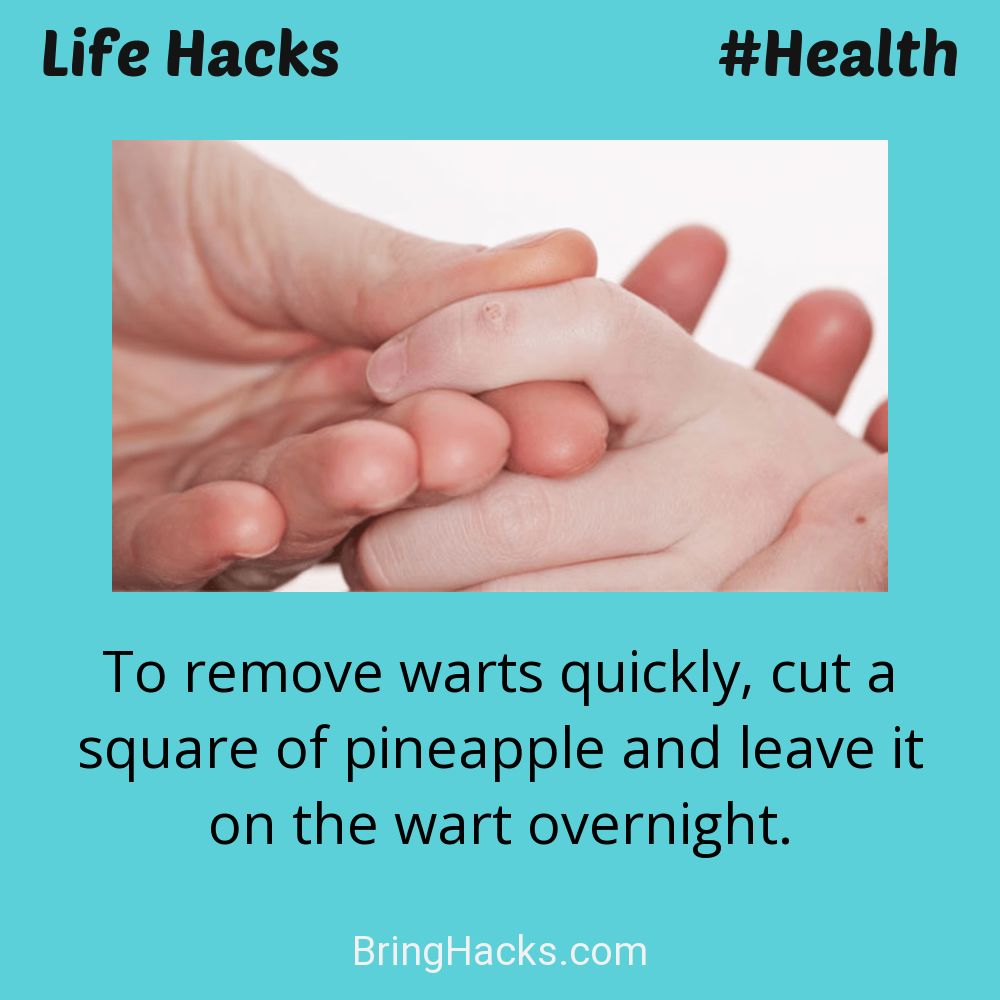 Life Hacks
#Health
To remove warts quickly, cut a
square of pineapple and leave it
on the wart overnight.
BringHacks.com